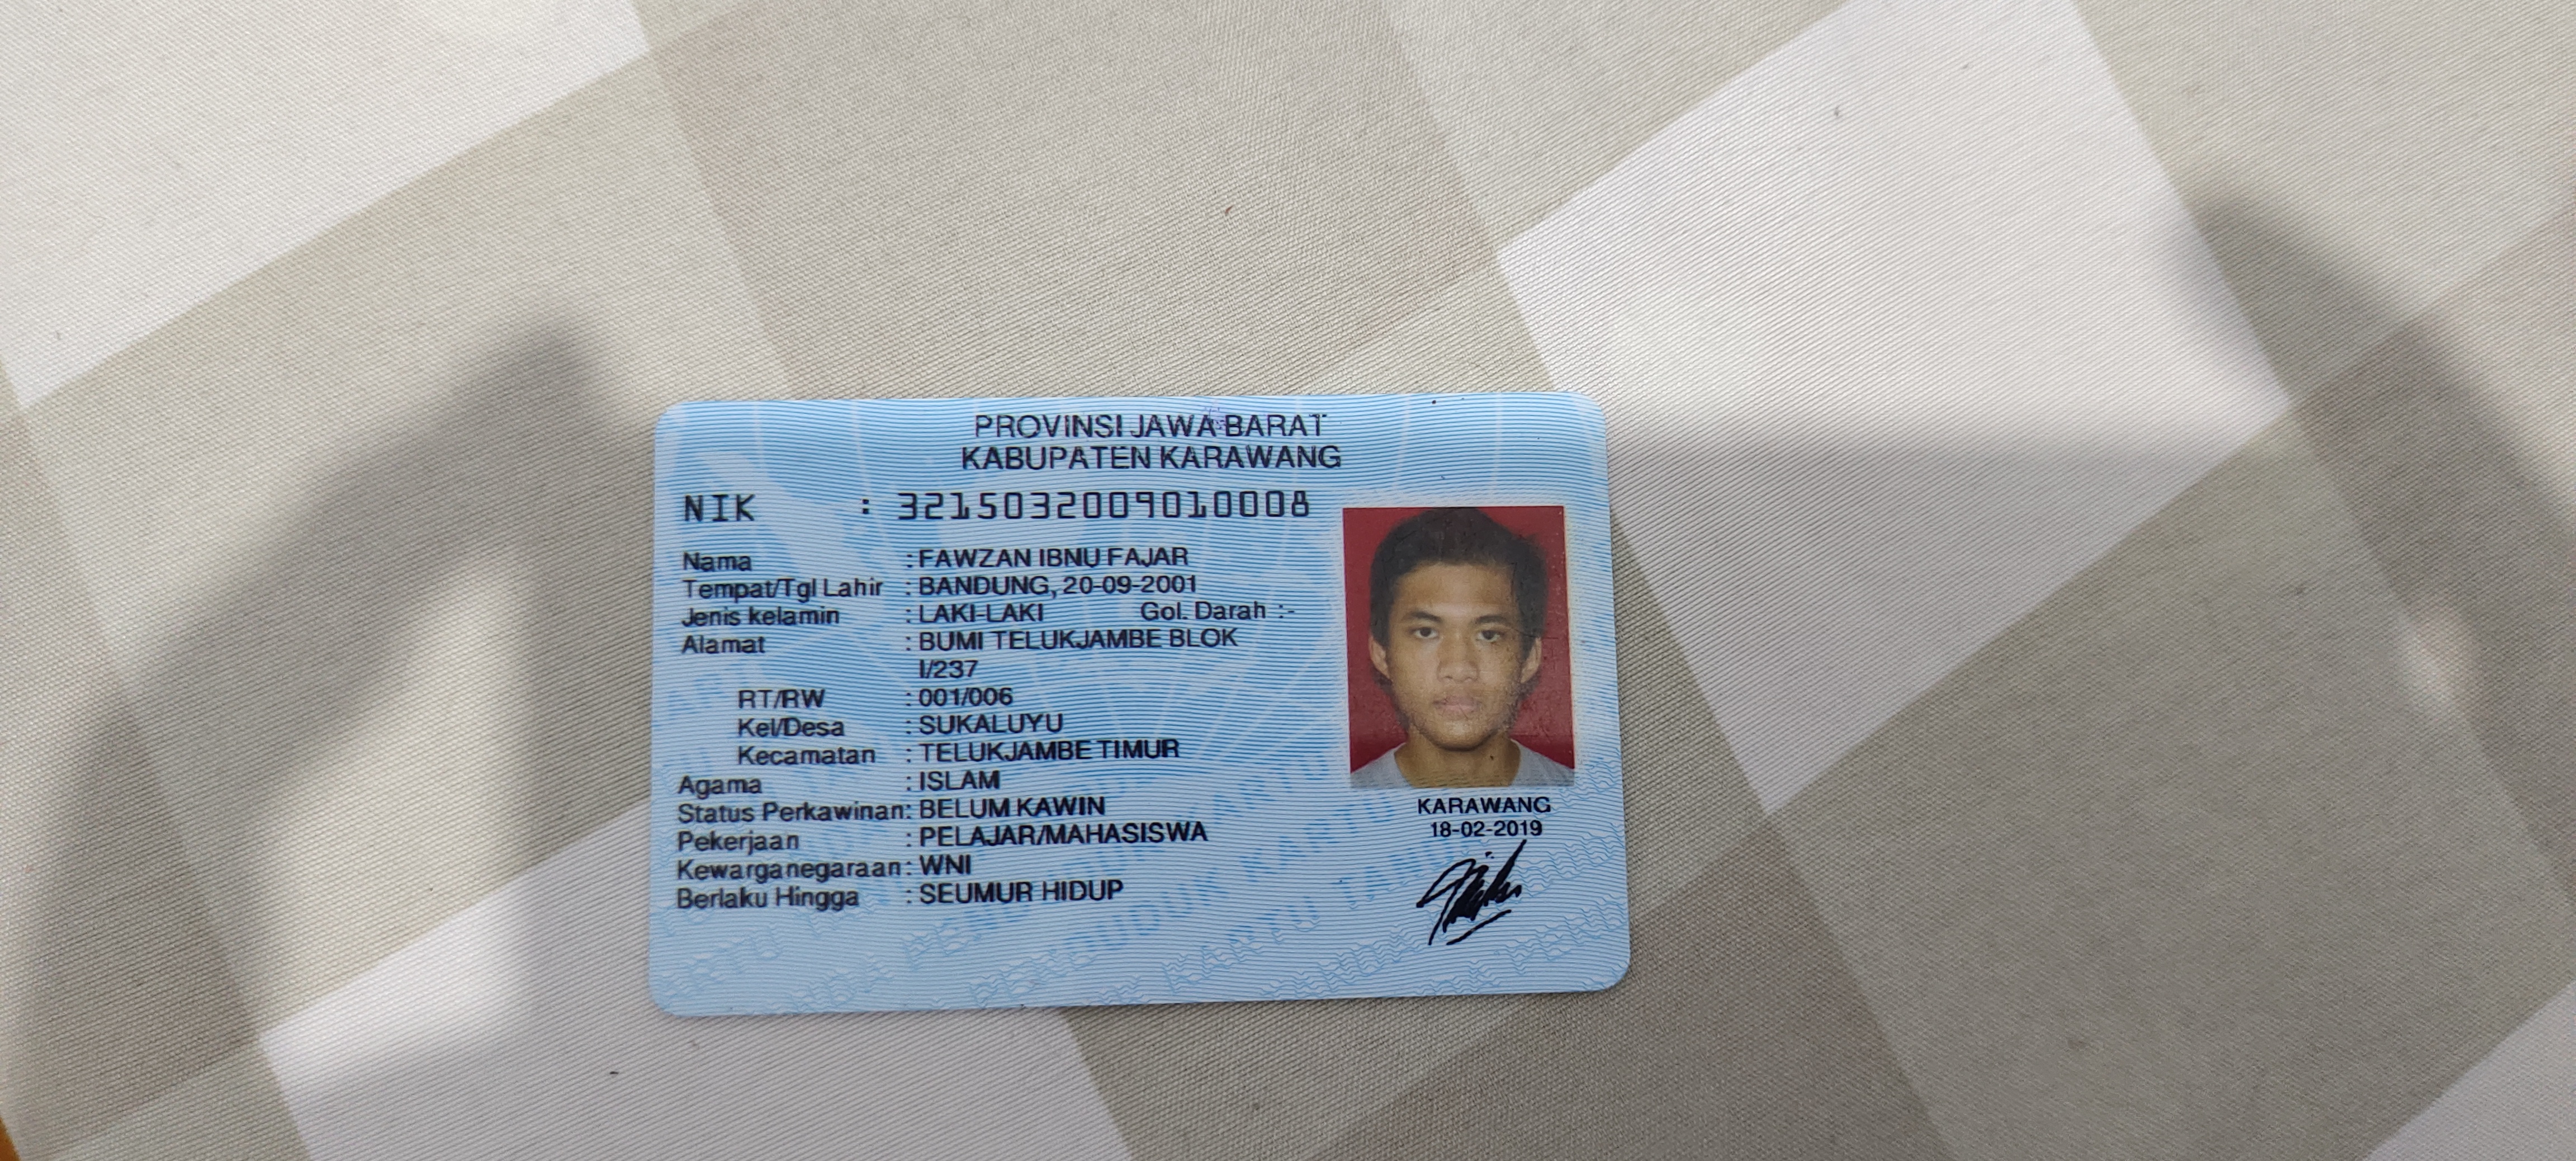 PROVINSI JAWA BARAT
KABUPATEN KARAWANG
NIK : 3215032009010008
Nama : FAWZAN IBNU FAJAR
Tempat/Tgl Lahir : BANDUNG, 20-09-2001
Jenis kelamin : LAKI-LAKI Gol. Darah :-
Alamat : BUMI TELUKJAMBE BLOK
I/237
RT/RW : 001/006
Kel/Desa : SUKALUYU
Kecamatan : TELUKJAMBE TIMUR
Agama : ISLAM
Status Perkawinan: BELUM KAWIN
Pekerjaan : PELAJAR/MAHASISWA
Kewarganegaraan : WNI
Berlaku Hingga : SEUMUR HIDUP
KARAWANG
18-02-2019